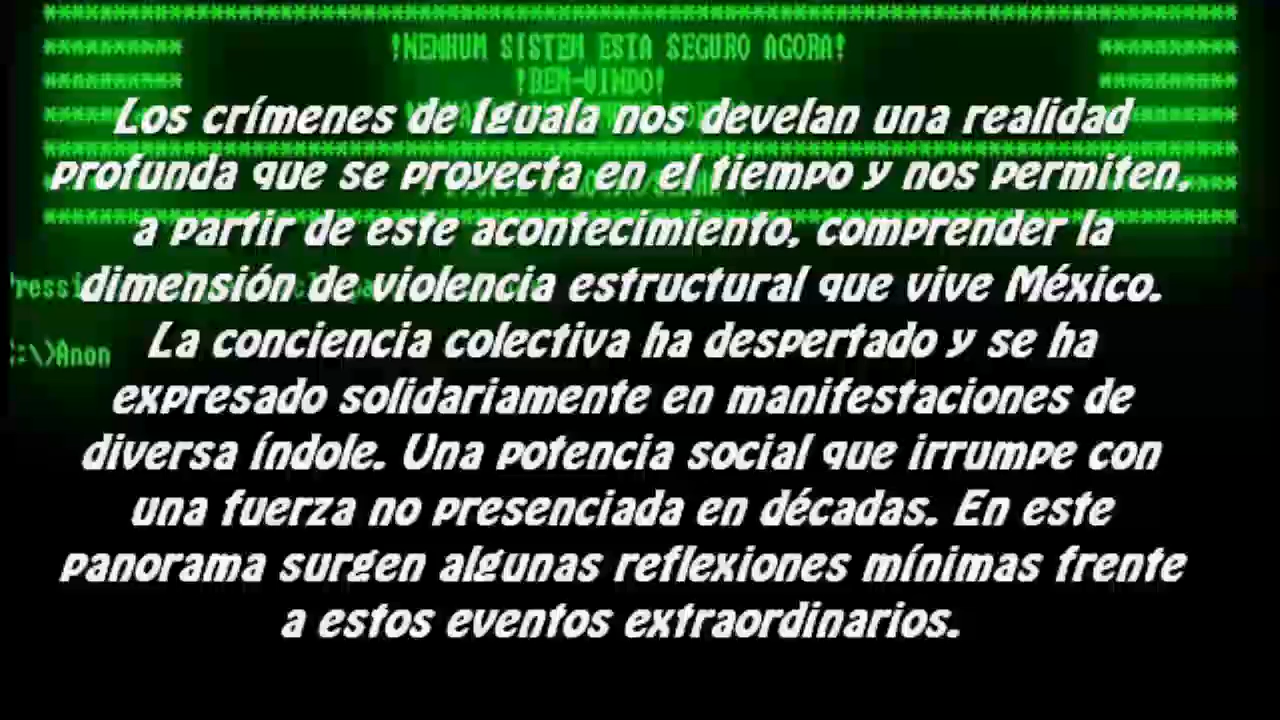 !NENHUM SISTEM ESTA SEGURO AGORA!
!BEM-VINDO!
Los crímenes de Iguala nos develan una realidad
profunda que se proyecta en el tiempo y nos permiten,
a partir de este acontecimiento, comprender la
dimensión de violencia estructural que vive México.
La conciencia colectiva ha despertado y se ha
C:\>Anon
expresado solidariamente en manifestaciones de
diversa índole. Una potencia social que irrumpe con
una fuerza no presenciada en décadas. En este
panorama surgen algunas reflexiones mínimas frente
a estos eventos extraordinarios.